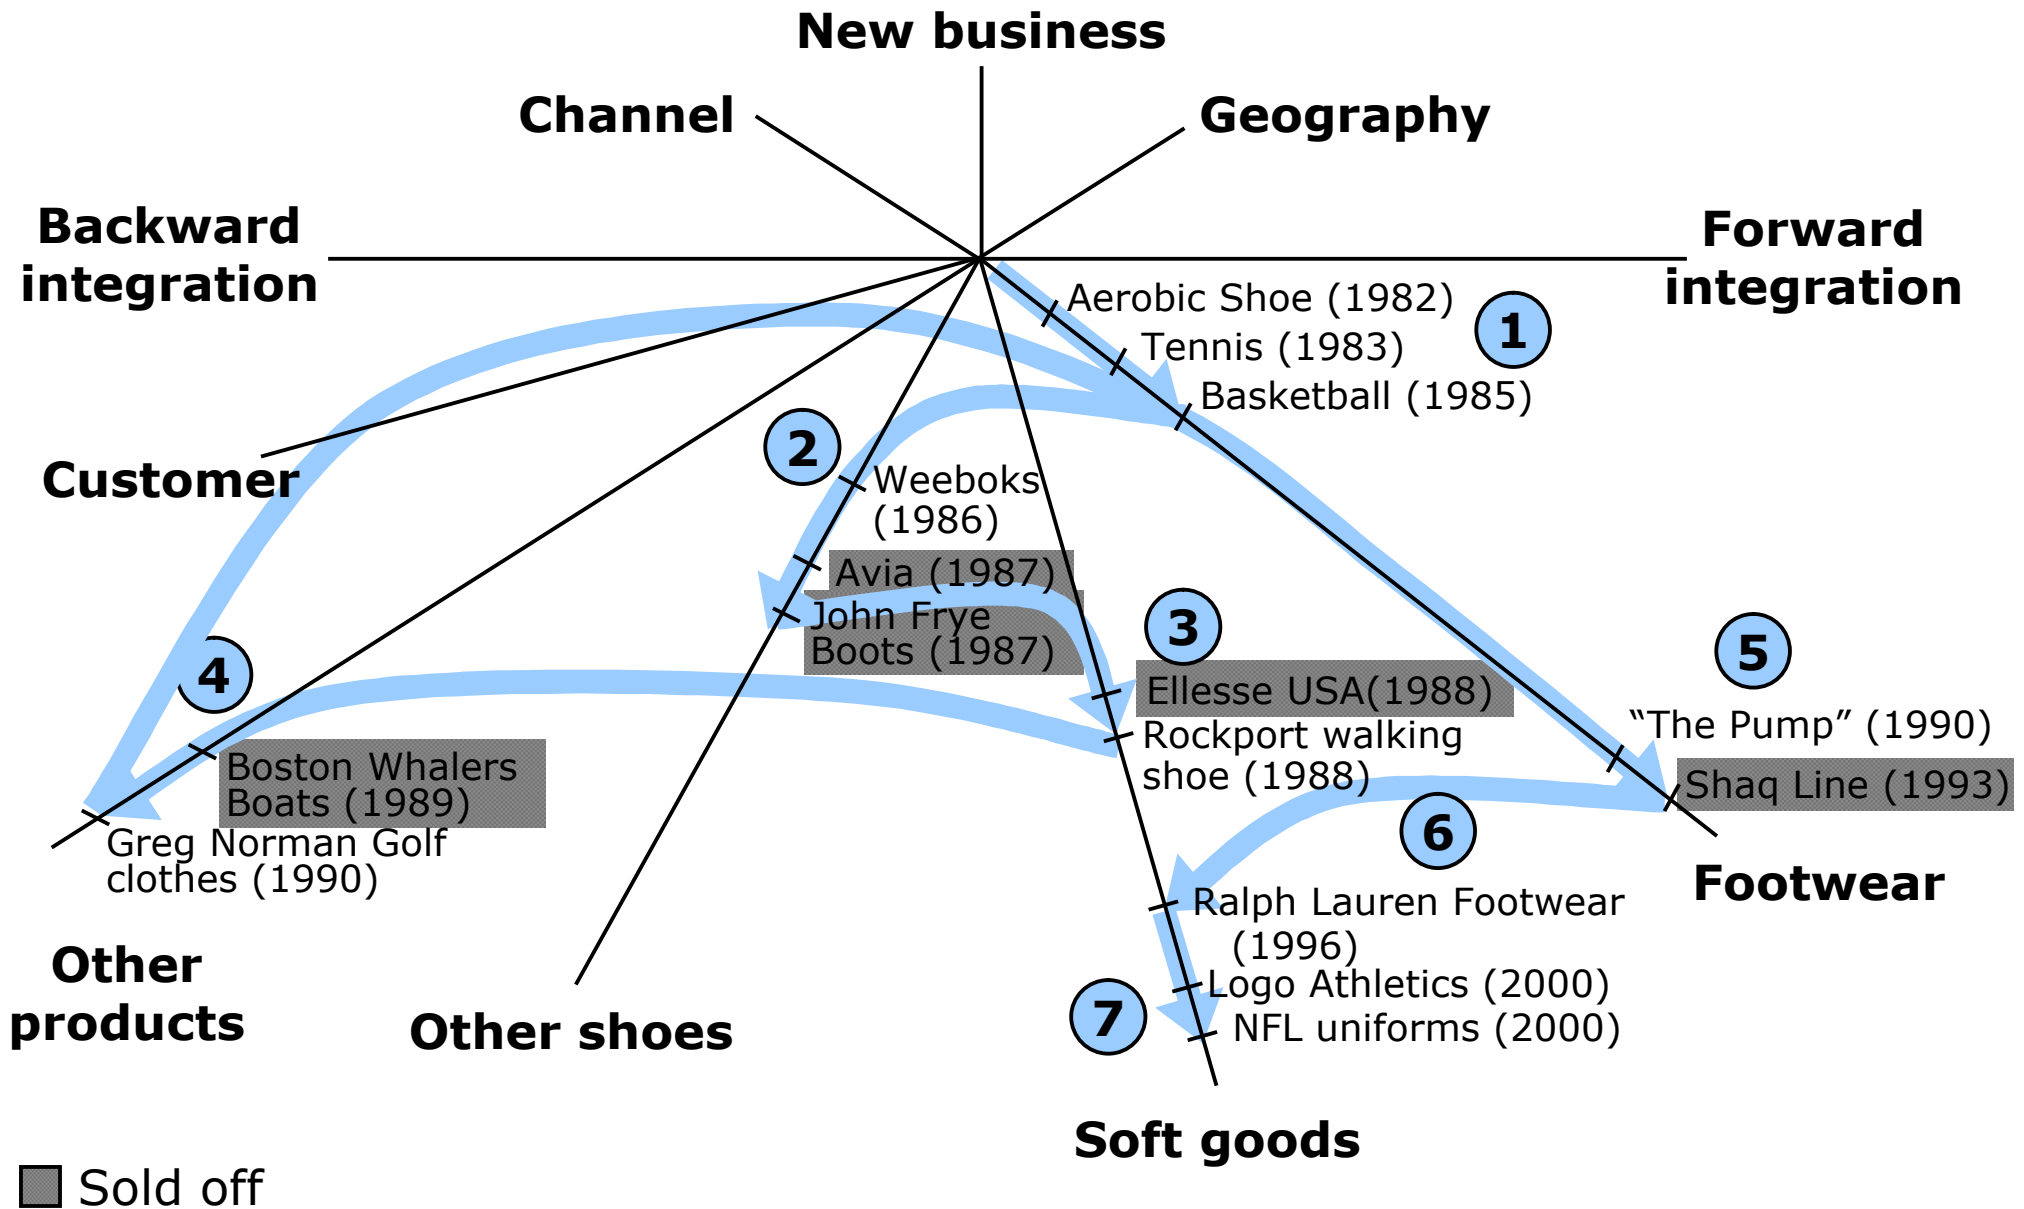 New business
Channel
Geography
Backward
integration
Forward
integration
Aerobic Shoe (1982)
1
Tennis (1983)
Basketball (1985)
Customer
2
Weeboks
(1986)
Avia (1987)
John Frye
Boots (1987)
3
4
5
Ellesse USA(1988)
Rockport walking
shoe (1988)
“The Pump” (1990)
Shaq Line (1993)
Boston Whalers
Boats (1989)
Greg Norman Golf
clothes (1990)
6
Footwear
Ralph Lauren Footwear
(1996)
Logo Athletics (2000)
7
NFL uniforms (2000)
Other
products
Other shoes
Soft goods
Sold off